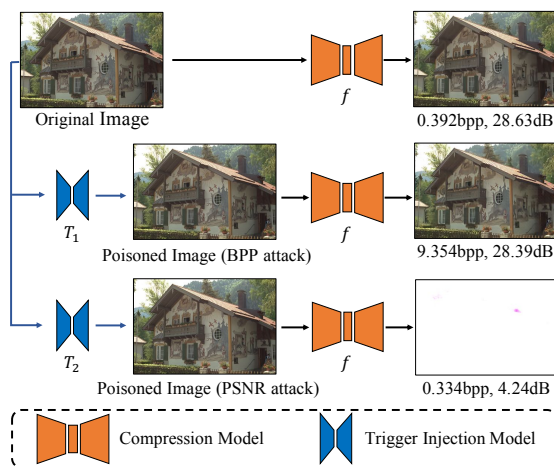 f
Original Image
0.392bpp, 28.63dB
T₁
f
Poisoned Image (BPP attack)
9.354bpp, 28.39dB
T₂
f
Poisoned Image (PSNR attack)
0.334bpp, 4.24dB
Compression Model
Trigger Injection Model